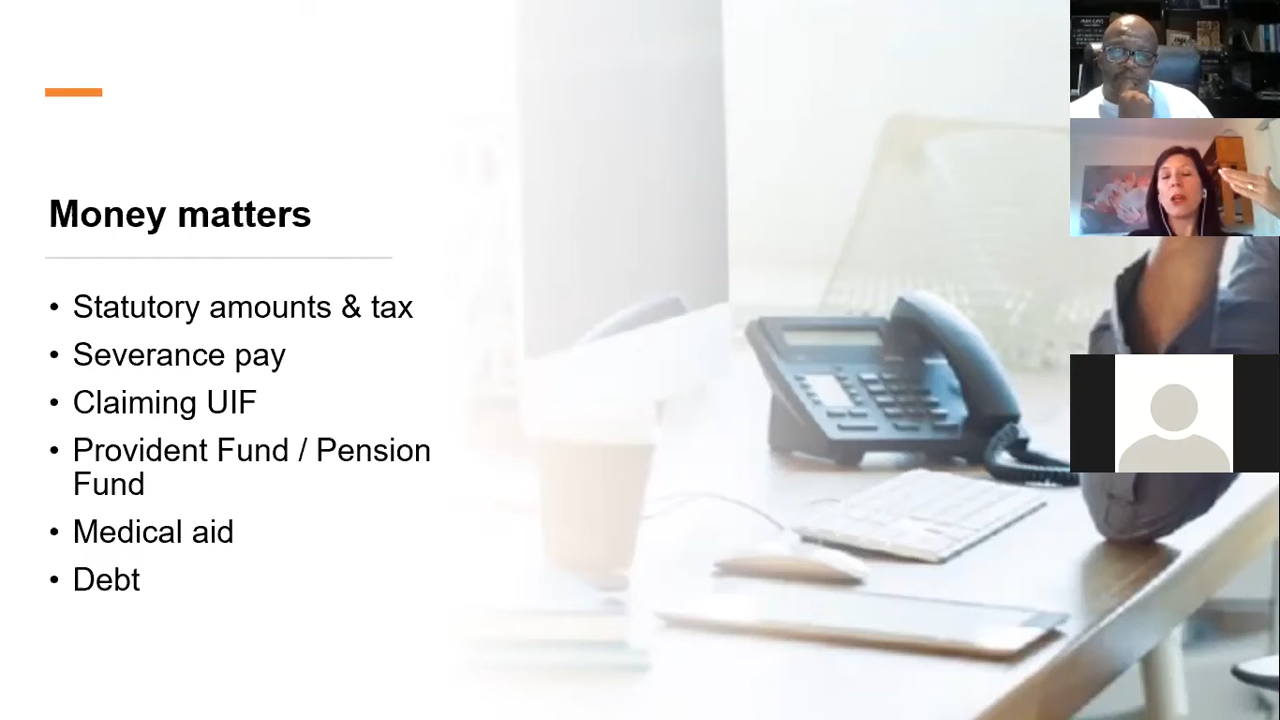 Money matters
• Statutory amounts & tax
• Severance pay
• Claiming UIF
• Provident Fund / Pension
Fund
• Medical aid
• Debt